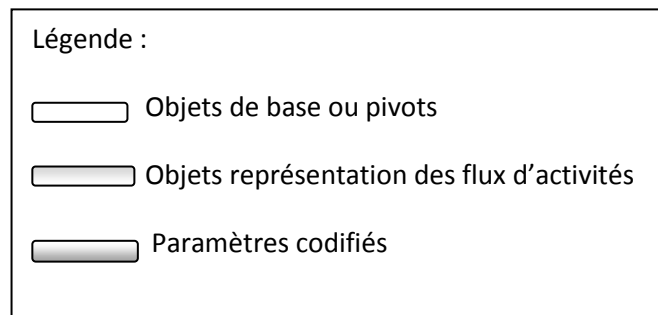 Légende :
Objets de base ou pivots
Objets représentation des flux d’activités
Paramètres codifiés